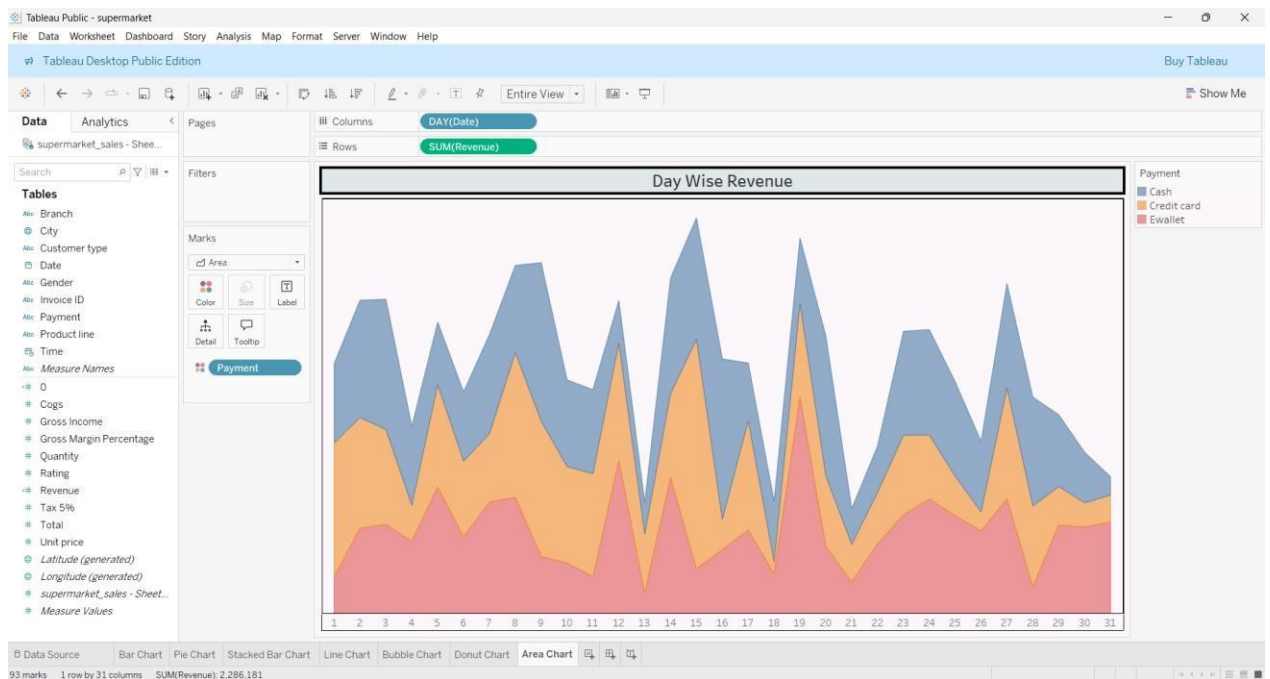 Tableau Public - supermarket
File Data Worksheet Dashboard Story Analysis Map Format Server Window Help
Tableau Desktop Public Edition
Buy Tableau
Entire View
Show Me
Data Analytics
supermarket_sales - Shee...
Search
Tables
Abc Branch
City
Abc Customer type
Date
Abc Gender
Abc Invoice ID
Abc Payment
Abc Product line
Time
Abc Measure Names
=# 0
# Cogs
# Gross Income
# Gross Margin Percentage
# Quantity
# Rating
=# Revenue
# Tax 5%
# Total
# Unit price
Latitude (generated)
Longitude (generated)
# supermarket_sales - Sheet...
# Measure Values
Pages
Filters
Marks
Area
Color Size Label
Detail Tooltip
Payment
Columns DAY(Date)
Rows SUM(Revenue)
Day Wise Revenue
1 2 3 4 5 6 7 8 9 10 11 12 13 14 15 16 17 18 19 20 21 22 23 24 25 26 27 28 29 30 31
Payment
Cash
Credit card
Ewallet
Data Source Bar Chart Pie Chart Stacked Bar Chart Line Chart Bubble Chart Donut Chart Area Chart
93 marks 1 row by 31 columns SUM(Revenue): 2,286,181